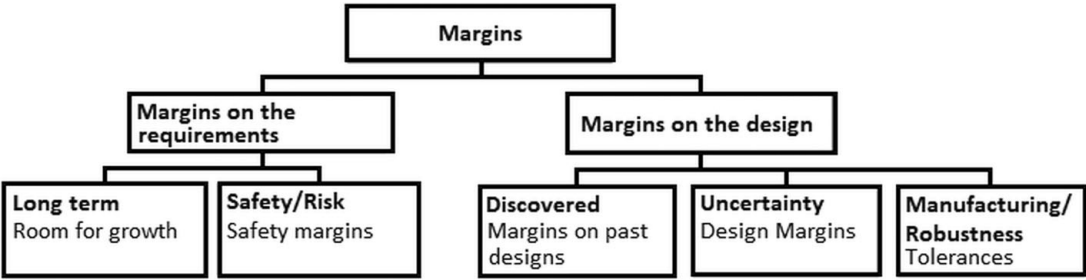 Margins
Margins on the
requirements
Margins on the design
Long term
Room for growth
Safety/Risk
Safety margins
Discovered
Margins on past
designs
Uncertainty
Design Margins
Manufacturing/
Robustness
Tolerances